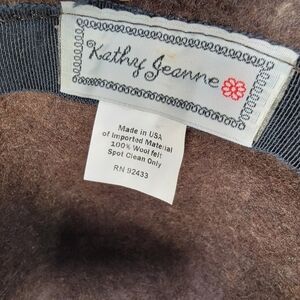 Kathy Jeanne
Made in USA
of Imported Material
100% Wool felt
Spot Clean Only
RN 92433